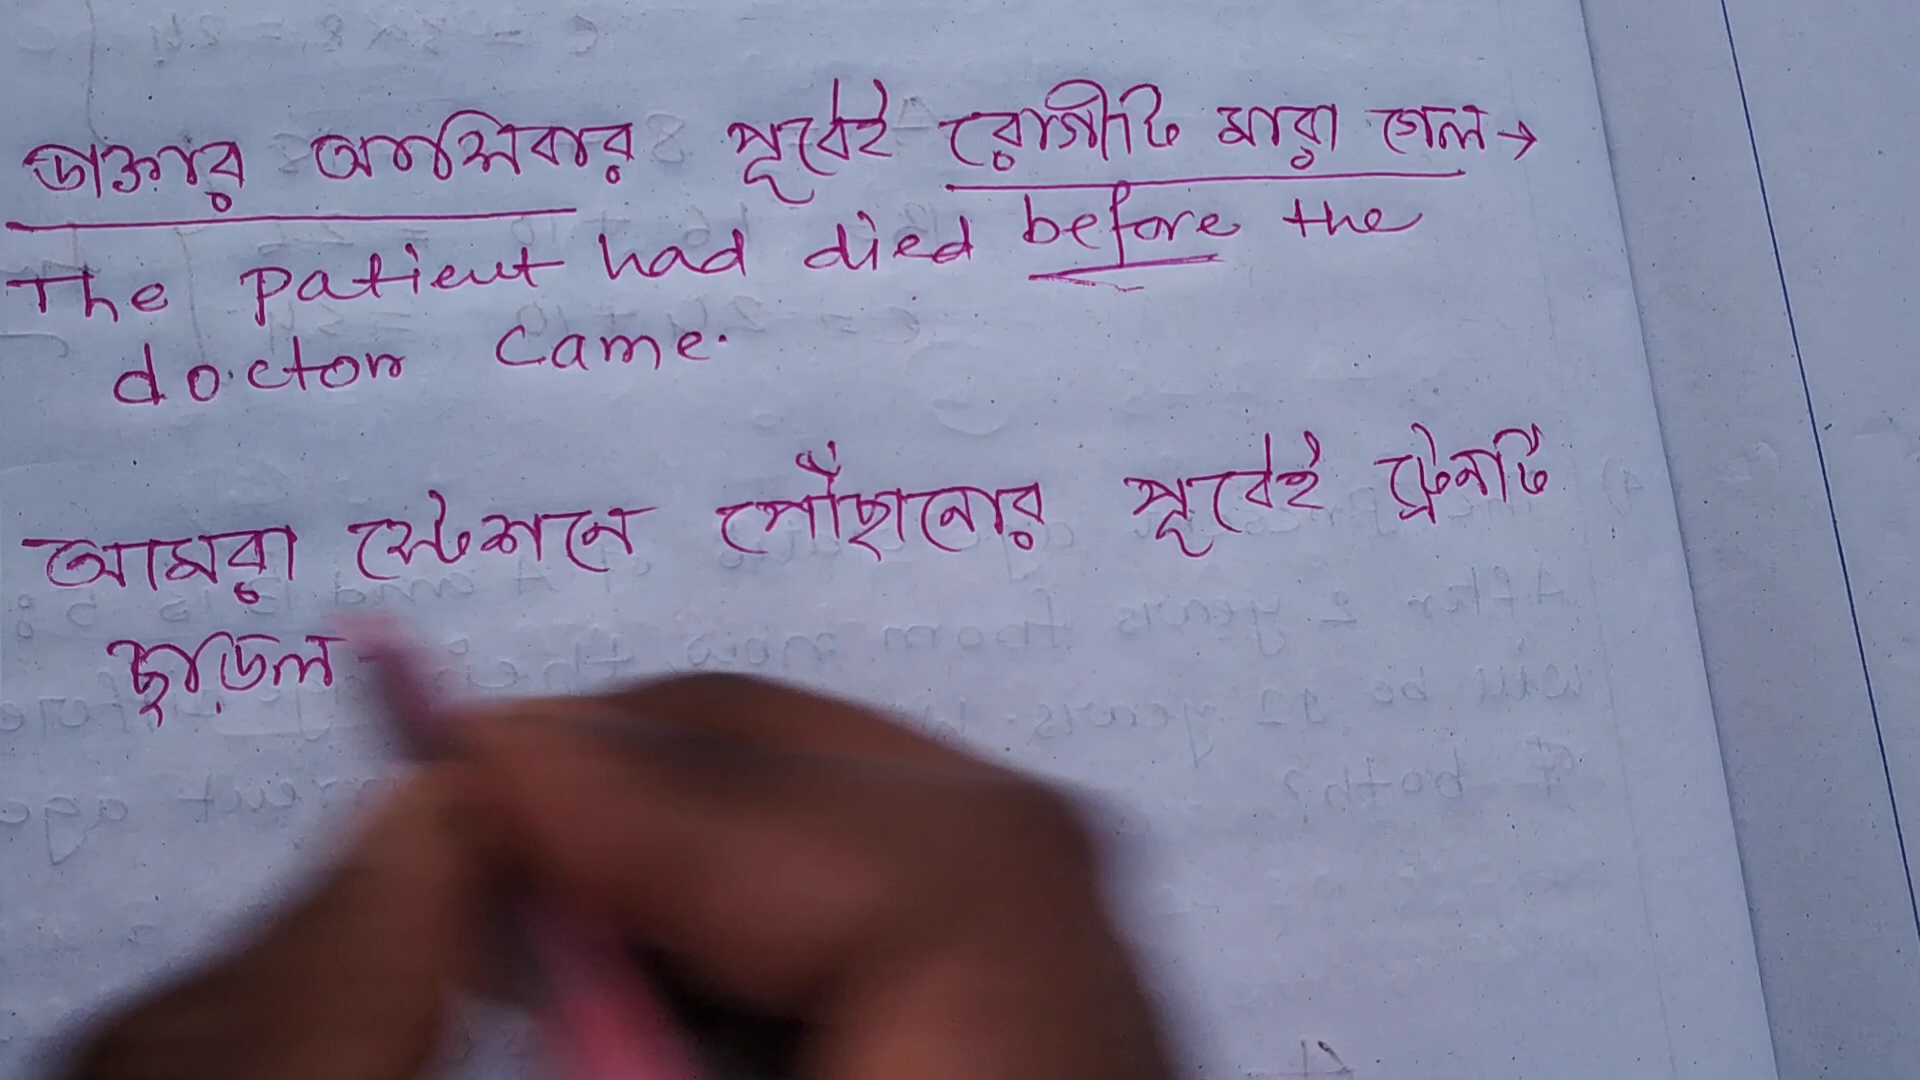 ডাক্তার আসিবার পূর্বেই রোগীটি মারা গেল →
The patient had died before the
doctor came.
আমরা স্টেশনে পৌঁছানোর পূর্বেই ট্রেনটি
ছাড়িল